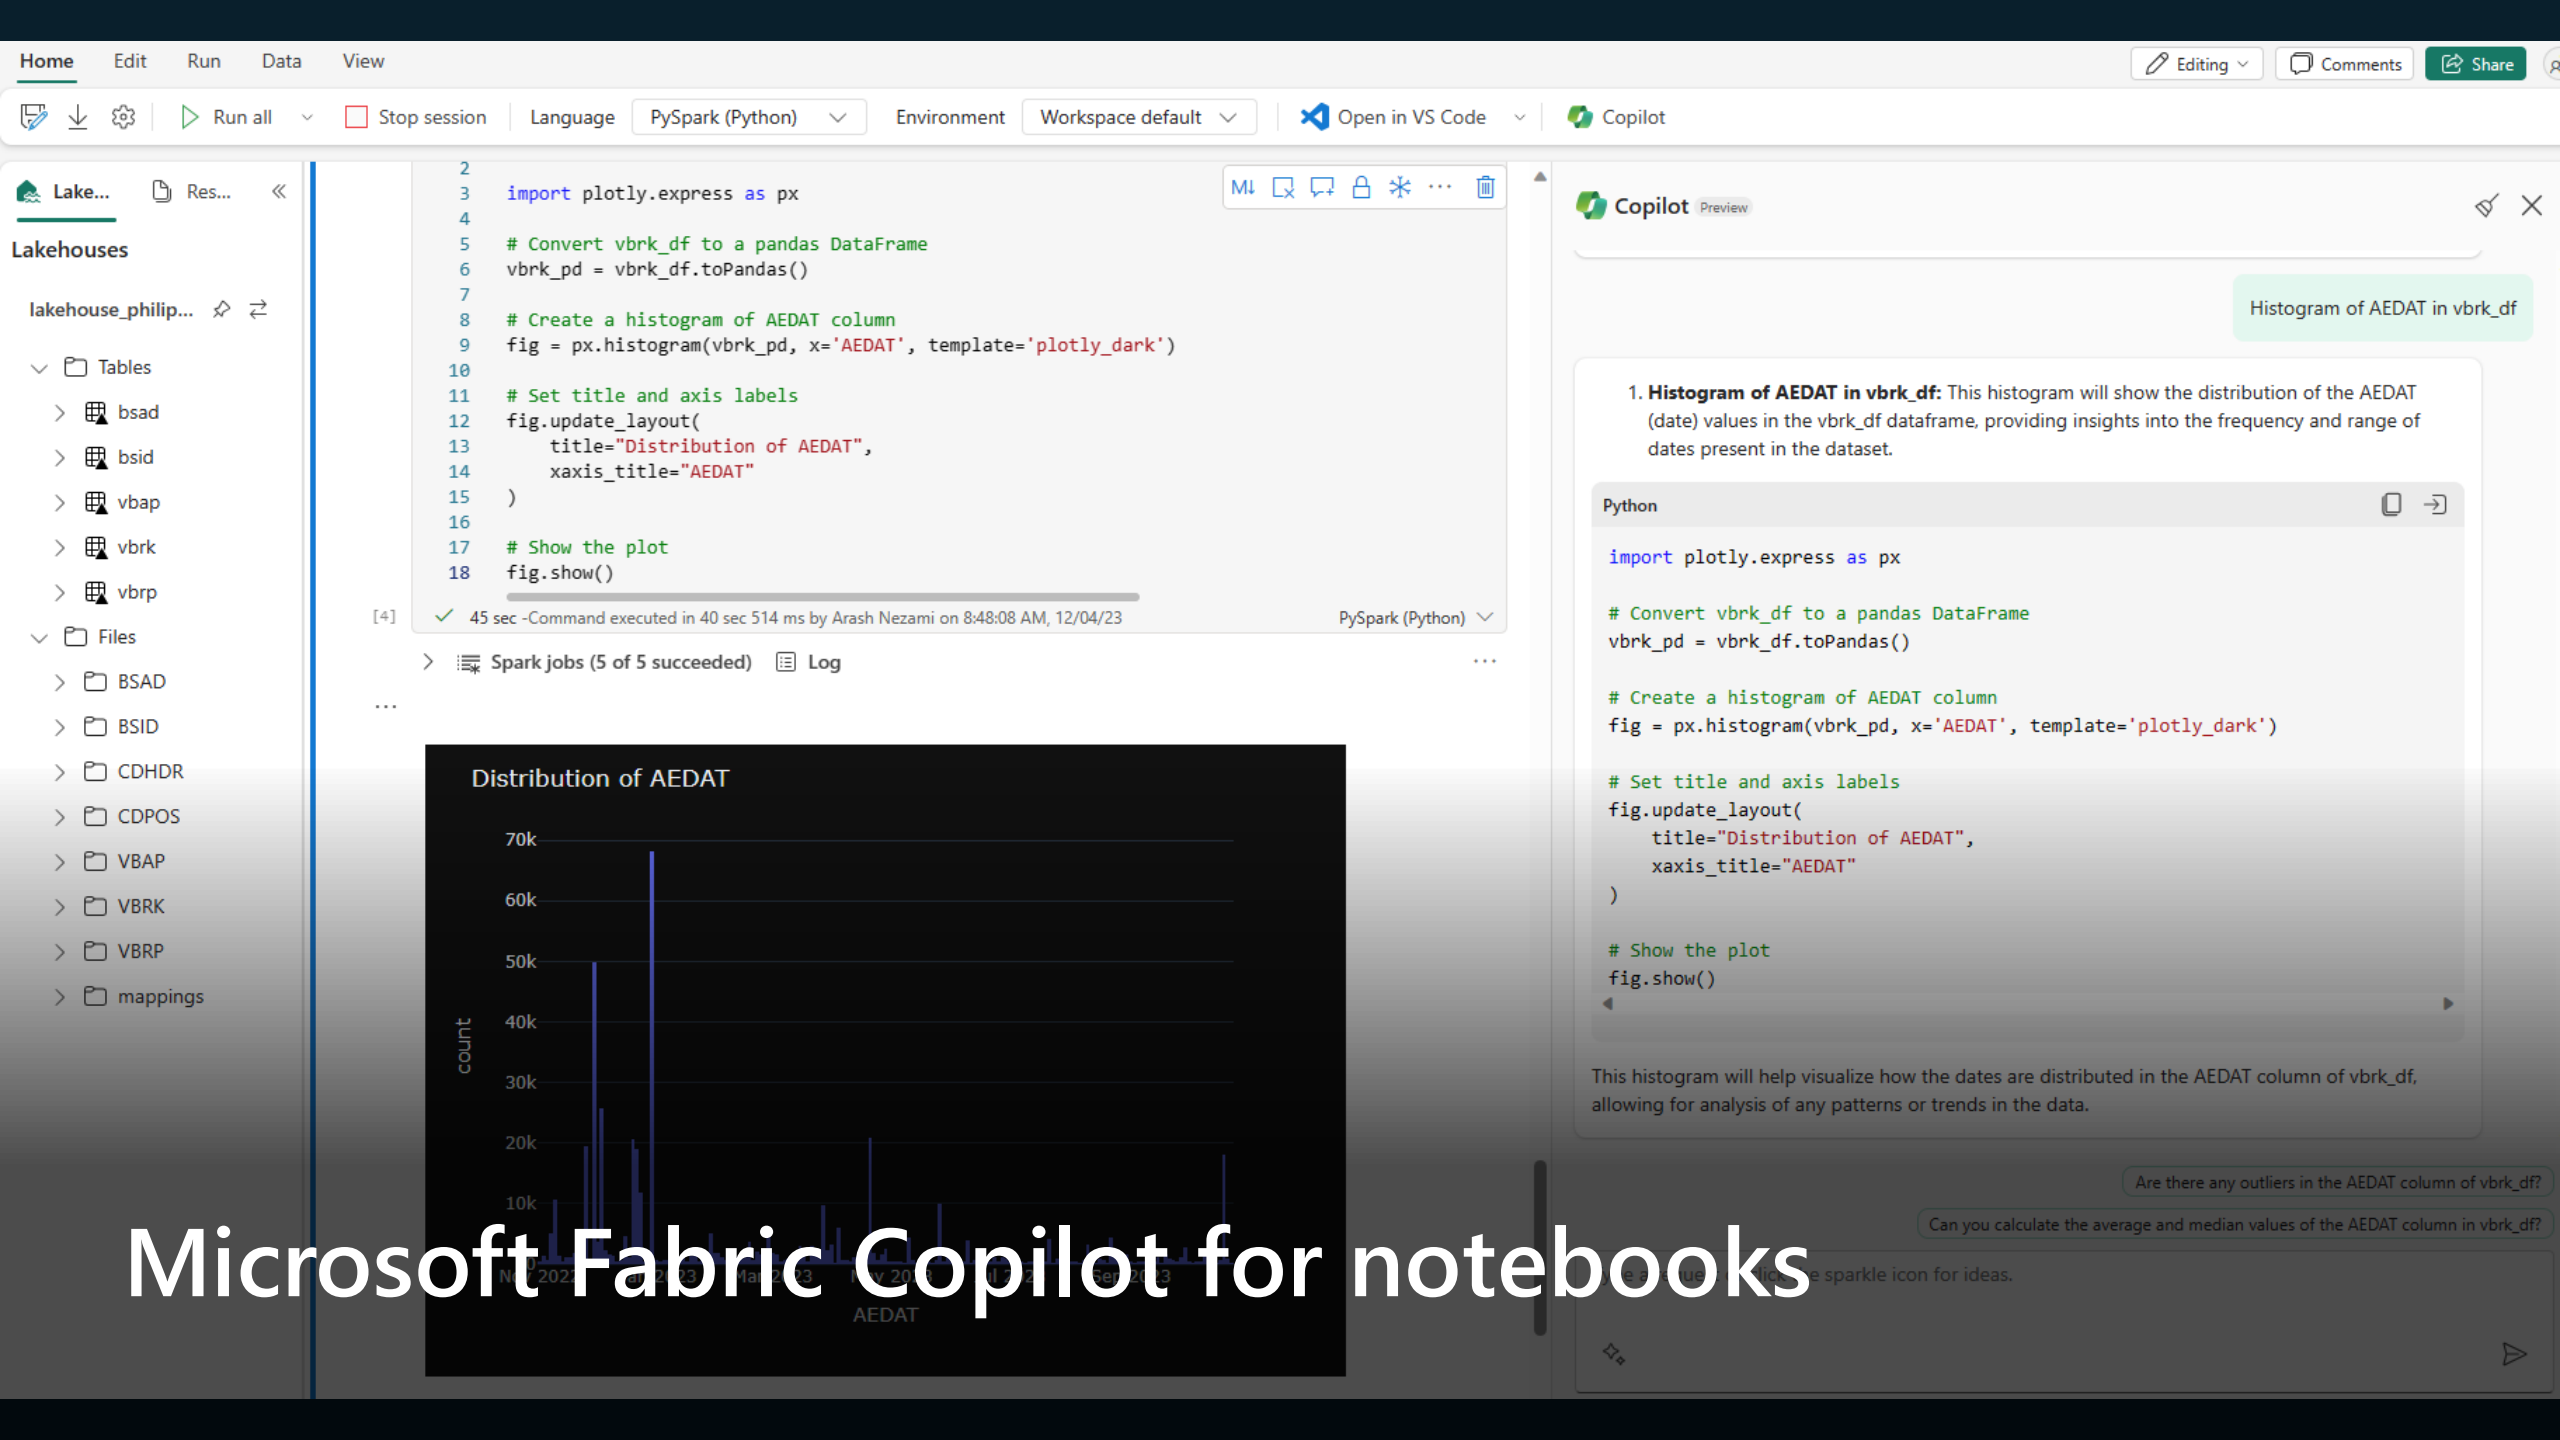 Home Edit Run Data View
Editing Comments Share
Run all Stop session Language PySpark (Python) Environment Workspace default Open in VS Code Copilot
Lake... Res...
Lakehouses
lakehouse_philip...
Tables
bsad
bsid
vbap
vbrk
vbrp
Files
BSAD
BSID
CDHDR
CDPOS
VBAP
VBRK
VBRP
mappings
2
3 import plotly.express as px
4
5 # Convert vbrk_df to a pandas DataFrame
6 vbrk_pd = vbrk_df.toPandas()
7
8 # Create a histogram of AEDAT column
9 fig = px.histogram(vbrk_pd, x='AEDAT', template='plotly_dark')
10
11 # Set title and axis labels
12 fig.update_layout(
13 title="Distribution of AEDAT",
14 xaxis_title="AEDAT"
15 )
16
17 # Show the plot
18 fig.show()
M↓
[4] 45 sec -Command executed in 40 sec 514 ms by Arash Nezami on 8:48:08 AM, 12/04/23 PySpark (Python)
Spark jobs (5 of 5 succeeded) Log
Distribution of AEDAT
70k
60k
50k
40k
30k
20k
10k
count
AEDAT
Copilot Preview
Histogram of AEDAT in vbrk_df
1. Histogram of AEDAT in vbrk_df: This histogram will show the distribution of the AEDAT
(date) values in the vbrk_df dataframe, providing insights into the frequency and range of
dates present in the dataset.
Python
import plotly.express as px
# Convert vbrk_df to a pandas DataFrame
vbrk_pd = vbrk_df.toPandas()
# Create a histogram of AEDAT column
fig = px.histogram(vbrk_pd, x='AEDAT', template='plotly_dark')
# Set title and axis labels
fig.update_layout(
title="Distribution of AEDAT",
xaxis_title="AEDAT"
)
# Show the plot
fig.show()
This histogram will help visualize how the dates are distributed in the AEDAT column of vbrk_df,
allowing for analysis of any patterns or trends in the data.
Are there any outliers in the AEDAT column of vbrk_df?
Can you calculate the average and median values of the AEDAT column in vbrk_df?
sparkle icon for ideas.
Microsoft Fabric Copilot for notebooks